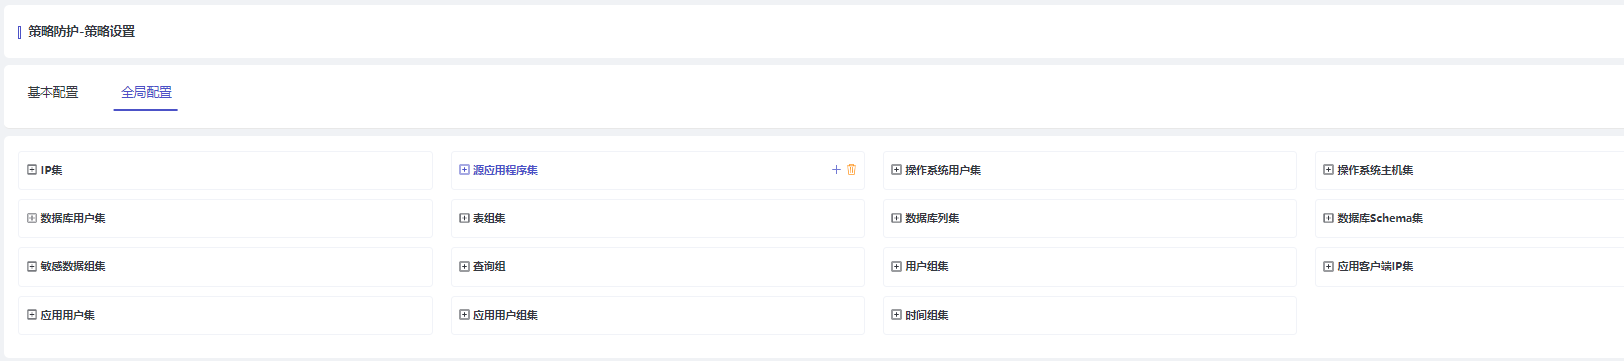 策略防护-策略设置
基本配置 全局配置
IP集 源应用程序集 操作系统用户集 操作系统主机集
数据库用户集 表组集 数据库列集 数据库Schema集
敏感数据组集 查询组 用户组集 应用客户端IP集
应用用户集 应用用户组集 时间组集